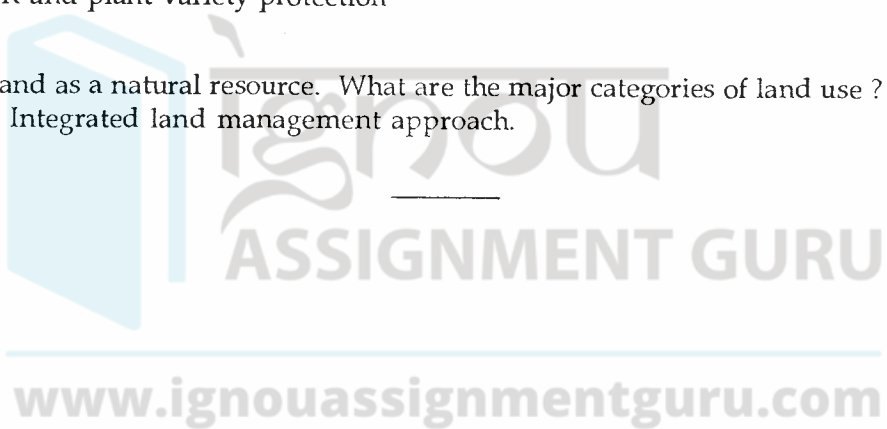 and plant variety protection
and as a natural resource. What are the major categories of land use ?
Integrated land management approach.
ignou
ASSIGNMENT GURU
www.ignouassignmentguru.com